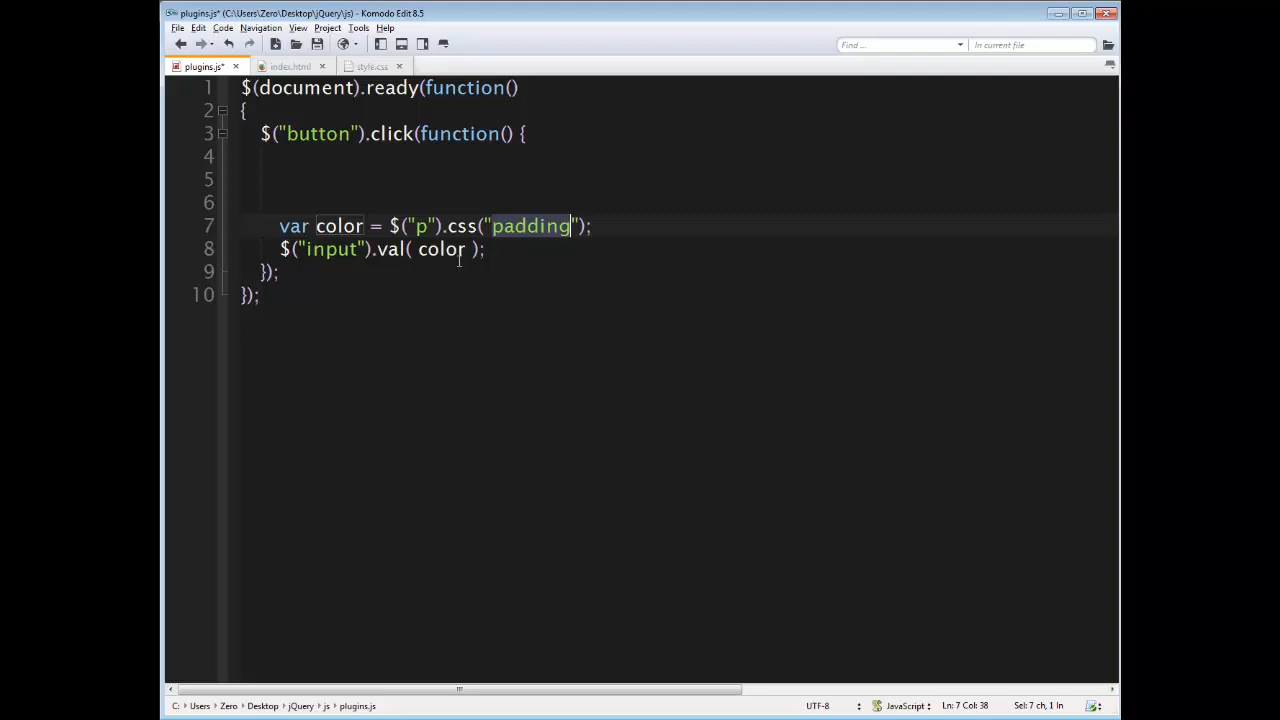 plugins.js* (C:\Users\Zero\Desktop\jQuery\js) - Komodo Edit 8.5
File Edit Code Navigation View Project Tools Help
Find ... In current file
plugins.js* index.html style.css
1 $(document).ready(function()
2 {
3 $("button").click(function() {
4
5
6
7 var color = $("p").css("padding");
8 $("input").val( color );
9 });
10 });
C: Users Zero Desktop jQuery js plugins.js UTF-8 JavaScript Ln: 7 Col: 38 Sel: 7 ch, 1 ln